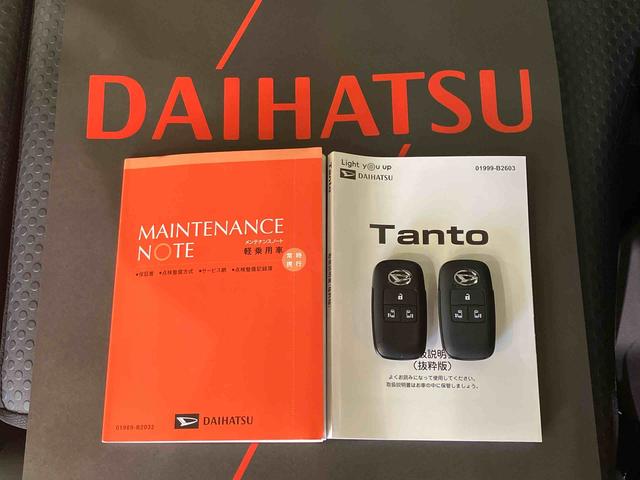 DAIHATSU
MAINTENANCE
NOTE
メンテナンスノート
軽乗用車
常時
携行
●保証書 ●点検整備方式 ●サービス網 ●点検整備記録簿
01989-B2032
DAIHATSU
Tanto
Light you up
DAIHATSU
01999-B2603
Tanto
扱説明
（抜粋版）
よくお読みになって使用してください。
取扱説明書はお車の中に保管しましょう。